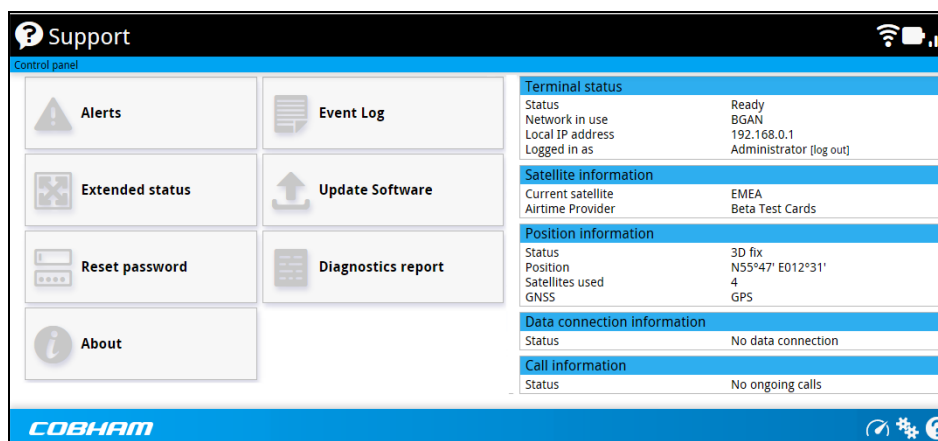 Support
Control panel
Alerts
Event Log
Extended status
Update Software
Reset password
Diagnostics report
About
Terminal status
Status Ready
Network in use BGAN
Local IP address 192.168.0.1
Logged in as Administrator [log out]
Satellite information
Current satellite EMEA
Airtime Provider Beta Test Cards
Position information
Status 3D fix
Position N55°47' E012°31'
Satellites used 4
GNSS GPS
Data connection information
Status No data connection
Call information
Status No ongoing calls
COBHAM